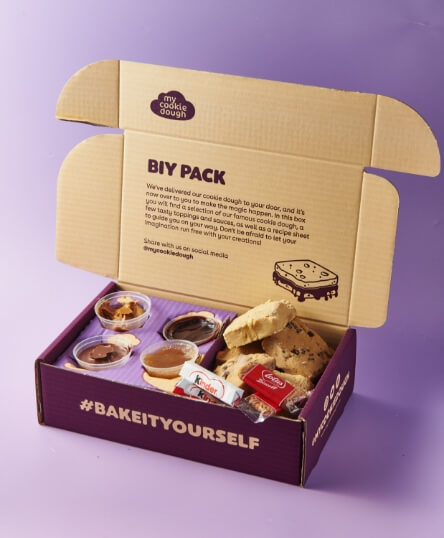 my
cookie
dough
BIY PACK
We've delivered our cookie dough to your door, and it's
now over to you to make the magic happen. In this box
you will find a selection of our famous cookie dough, a
few tasty toppings and sauces, as well as a recipe sheet
to guide you on your way. Don't be afraid to let your
imagination run free with your creations!
Share with us on social media
@mycookiedough
Kinder
Lotus
#BAKEITYOURSELF